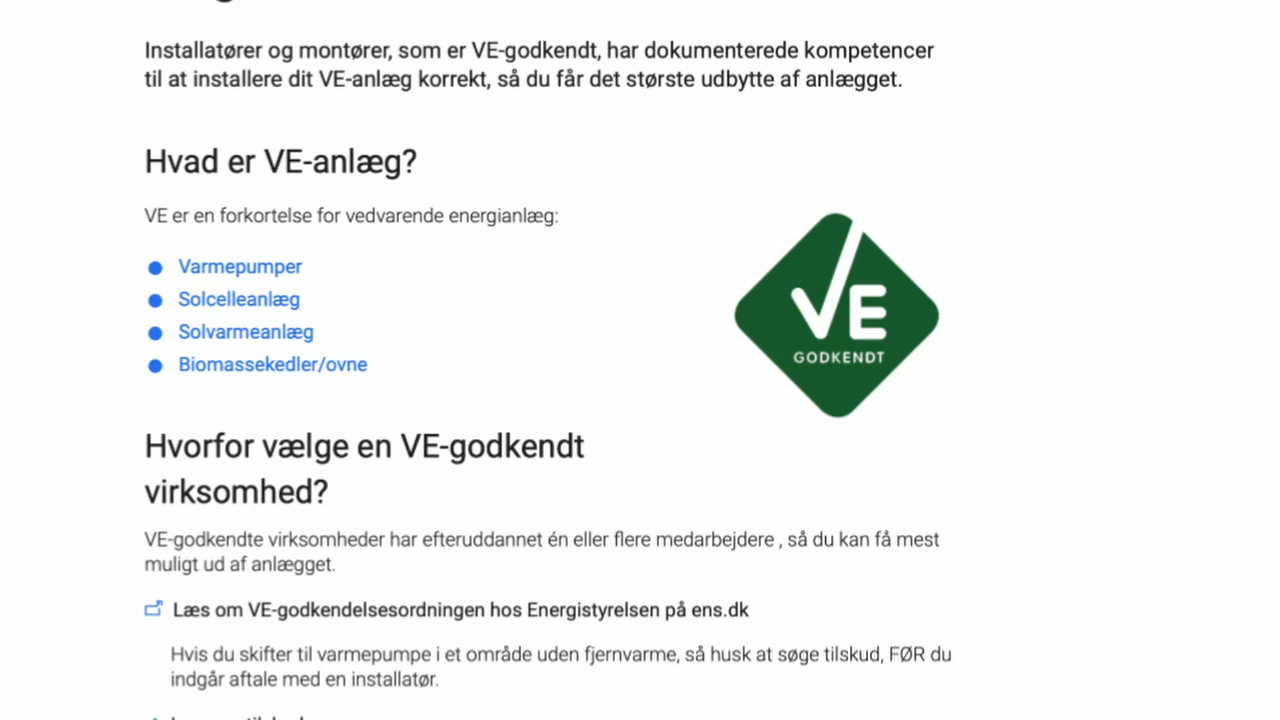 Installatører og montører, som er VE-godkendt, har dokumenterede kompetencer
til at installere dit VE-anlæg korrekt, så du får det største udbytte af anlægget.
Hvad er VE-anlæg?
VE er en forkortelse for vedvarende energianlæg:
Varmepumper
Solcelleanlæg
Solvarmeanlæg
Biomassekedler/ovne
VE
GODKENDT
Hvorfor vælge en VE-godkendt
virksomhed?
VE-godkendte virksomheder har efteruddannet én eller flere medarbejdere , så du kan få mest
muligt ud af anlægget.
Læs om VE-godkendelsesordningen hos Energistyrelsen på ens.dk
Hvis du skifter til varmepumpe i et område uden fjernvarme, så husk at søge tilskud, FØR du
indgår aftale med en installatør.